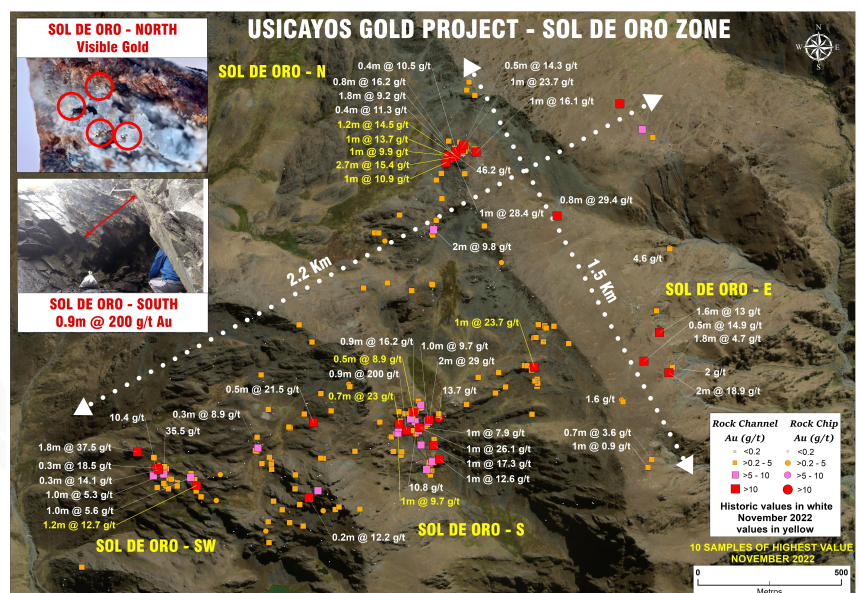 USICAYOS GOLD PROJECT - SOL DE ORO ZONE
SOL DE ORO - NORTH
Visible Gold
SOL DE ORO - SOUTH
0.9m @ 200 g/t Au
N
W
E
S
SOL DE ORO - N
0.4m @ 10.5 g/t
0.8m @ 16.2 g/t
1.8m @ 9.2 g/t
0.4m @ 11.3 g/t
1.2m @ 14.5 g/t
1m @ 13.7 g/t
1m @ 9.9 g/t
2.7m @ 15.4 g/t
1m @ 10.9 g/t
0.5m @ 14.3 g/t
1m @ 23.7 g/t
1m @ 16.1 g/t
46.2 g/t
0.8m @ 29.4 g/t
1m @ 28.4 g/t
2m @ 9.8 g/t
2.2 Km
1.5 Km
4.6 g/t
SOL DE ORO - E
1.6m @ 13 g/t
0.5m @ 14.9 g/t
1.8m @ 4.7 g/t
2 g/t
2m @ 18.9 g/t
1.6 g/t
0.7m @ 3.6 g/t
1m @ 0.9 g/t
1m @ 23.7 g/t
0.9m @ 16.2 g/t
1.0m @ 9.7 g/t
0.5m @ 8.9 g/t
2m @ 29 g/t
0.9m @ 200 g/t
0.7m @ 23 g/t
13.7 g/t
0.5m @ 21.5 g/t
1m @ 7.9 g/t
1m @ 26.1 g/t
1m @ 17.3 g/t
1m @ 12.6 g/t
10.8 g/t
1m @ 9.7 g/t
SOL DE ORO - S
0.2m @ 12.2 g/t
10.4 g/t
0.3m @ 8.9 g/t
35.5 g/t
1.8m @ 37.5 g/t
0.3m @ 18.5 g/t
0.3m @ 14.1 g/t
1.0m @ 5.3 g/t
1.0m @ 5.6 g/t
1.2m @ 12.7 g/t
SOL DE ORO - SW
Rock Channel Rock Chip
Au (g/t) Au (g/t)
<0.2 <0.2
>0.2 - 5 >0.2 - 5
>5 - 10 >5 - 10
>10 >10
Historic values in white
November 2022
values in yellow
10 SAMPLES OF HIGHEST VALUE
NOVEMBER 2022
0 500
Metros